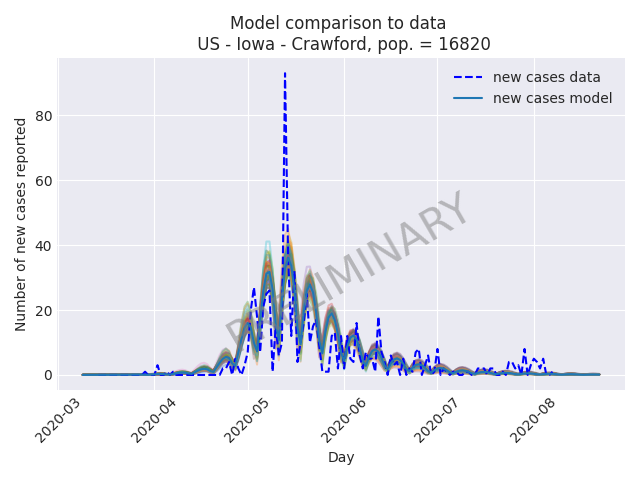 Model comparison to data
US - Iowa - Crawford, pop. = 16820
new cases data
new cases model
Number of new cases reported
80
60
40
20
0
PRELIMINARY
2020-03
2020-04
2020-05
2020-06
2020-07
2020-08
Day